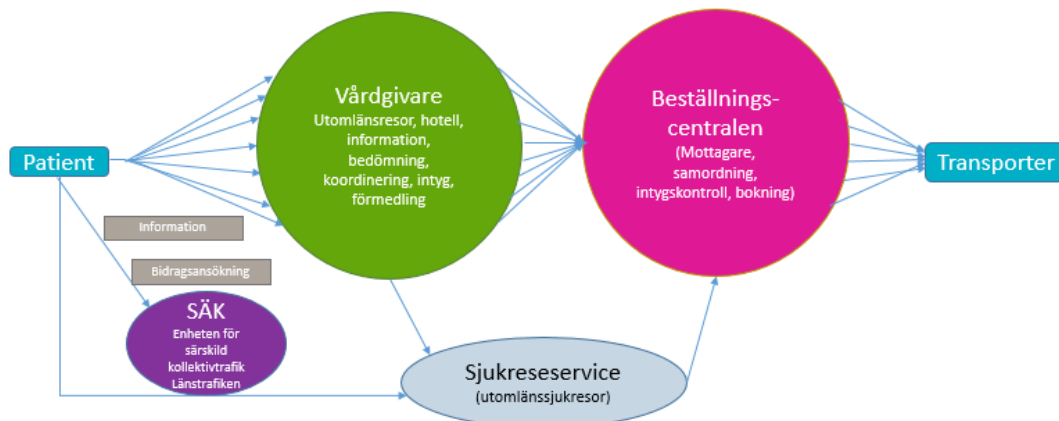 Patient
Information
Bidragsansökning
SÄK
Enheten för
särskild
kollektivtrafik
Länstrafiken
Vårdgivare
Utomlänsresor, hotell,
information,
bedömning,
koordinering, intyg,
förmedling
Sjukreseservice
(utomlänssjukresor)
Beställnings-
centralen
(Mottagare,
samordning,
intygskontroll, bokning)
Transporter